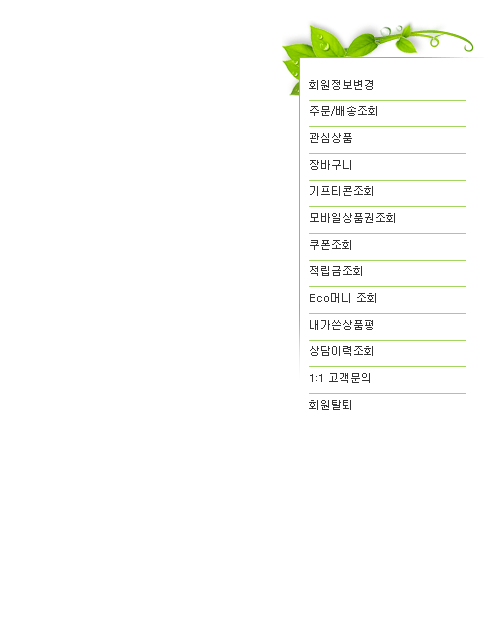 회원정보변경
주문/배송조회
관심상품
장바구니
기프티콘조회
모바일상품권조회
쿠폰조회
적립금조회
Eco머니 조회
내가쓴상품평
상담이력조회
1:1 고객문의
회원탈퇴